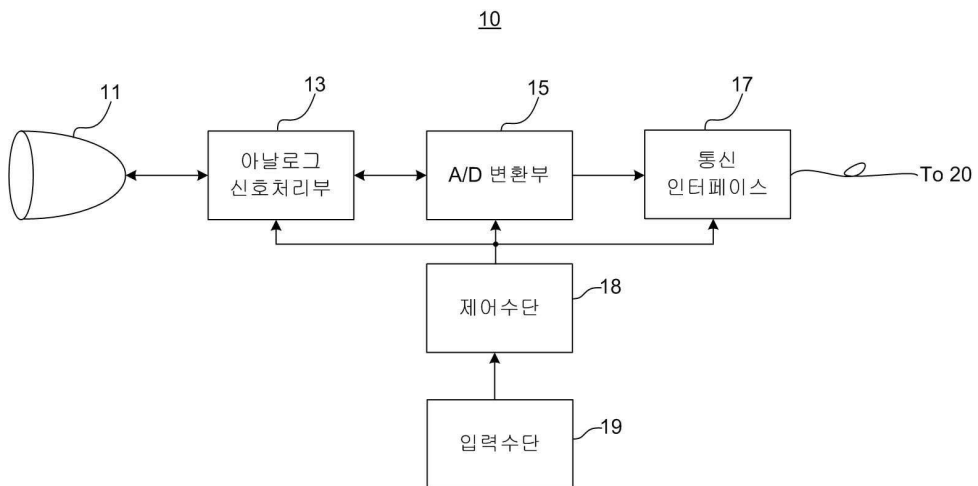 10
11
13
15
17
아날로그
신호처리부
A/D 변환부
통신
인터페이스
To 20
제어수단
18
입력수단
19